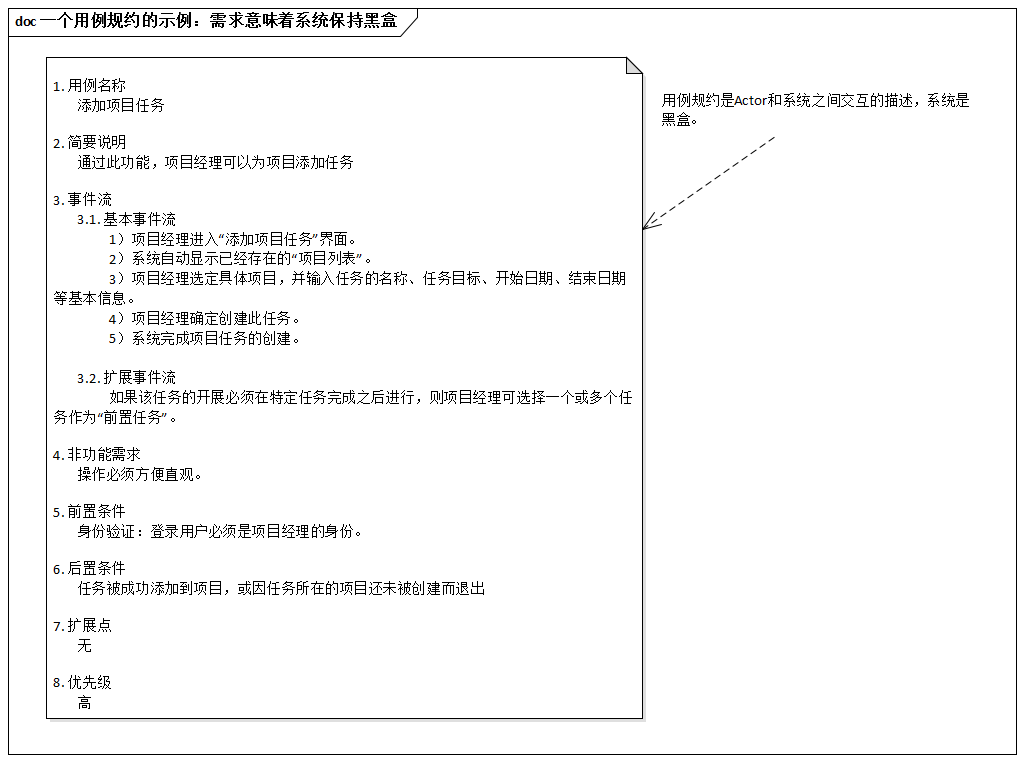 doc 一个用例规约的示例：需求意味着系统保持黑盒
1.用例名称
添加项目任务
2.简要说明
通过此功能，项目经理可以为项目添加任务
3.事件流
3.1.基本事件流
1）项目经理进入“添加项目任务”界面。
2）系统自动显示已经存在的“项目列表”。
3）项目经理选定具体项目，并输入任务的名称、任务目标、开始日期、结束日期
等基本信息。
4）项目经理确定创建此任务。
5）系统完成项目任务的创建。
3.2.扩展事件流
如果该任务的开展必须在特定任务完成之后进行，则项目经理可选择一个或多个任
务作为“前置任务”。
4.非功能需求
操作必须方便直观。
5.前置条件
身份验证：登录用户必须是项目经理的身份。
6.后置条件
任务被成功添加到项目，或因任务所在的项目还未被创建而退出
7.扩展点
无
8.优先级
高
用例规约是Actor和系统之间交互的描述，系统是
黑盒。